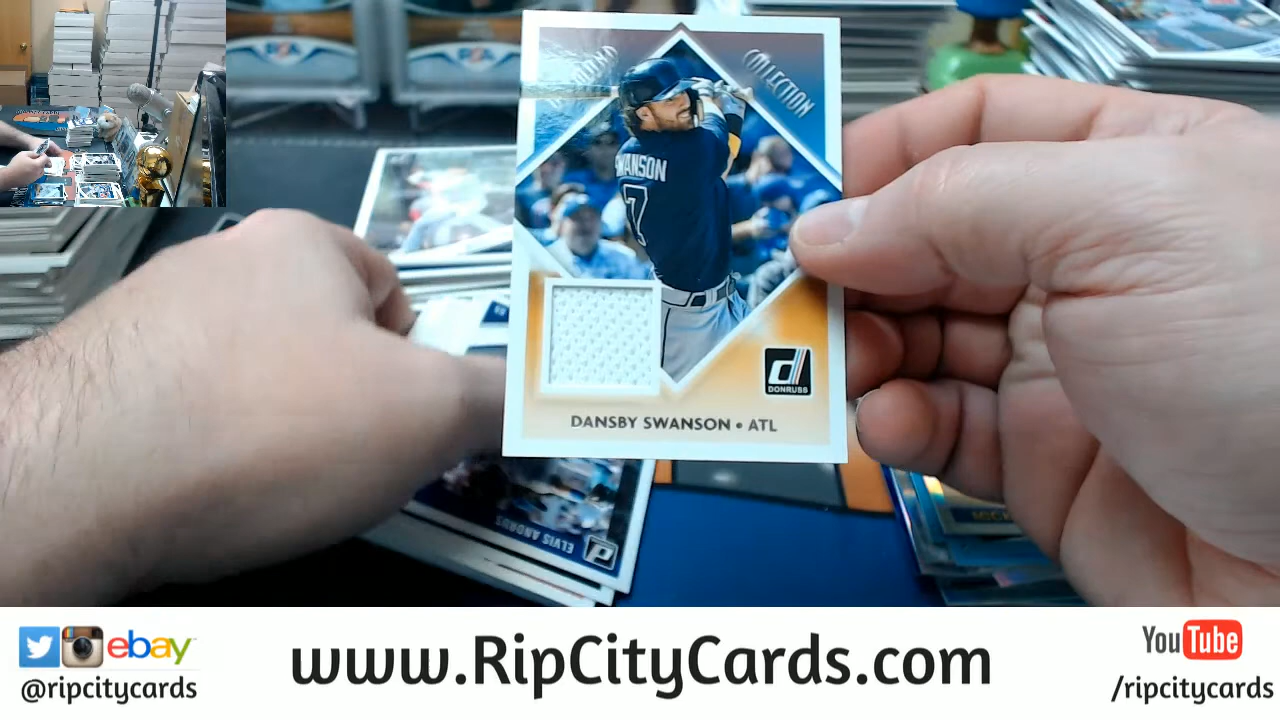 COLLECTION
SWANSON
7
DONRUSS
DANSBY SWANSON • ATL
ELVIS ANDRUS
ebay
@ripcitycards
www.RipCityCards.com
YouTube
/ripcitycards